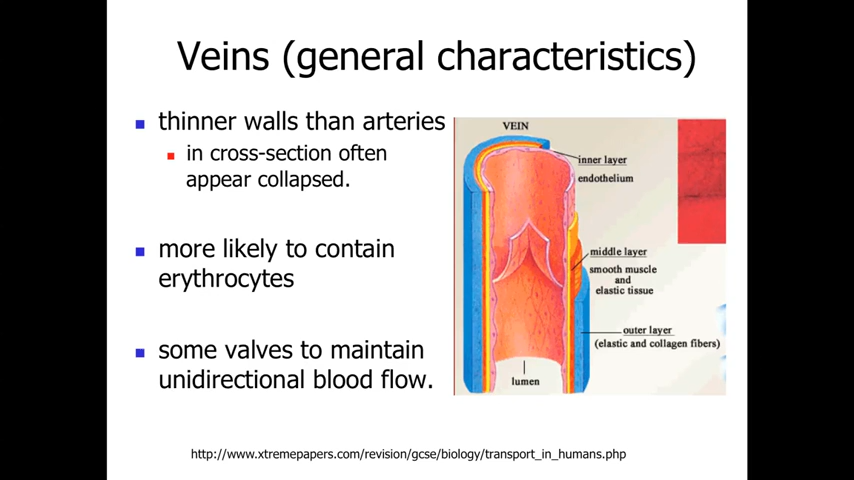 Veins (general characteristics)
thinner walls than arteries
in cross-section often
appear collapsed.
more likely to contain
erythrocytes
some valves to maintain
unidirectional blood flow.
VEIN
inner layer
endothelium
middle layer
smooth muscle
and
elastic tissue
outer layer
(elastic and collagen fibers)
lumen
http://www.xtremepapers.com/revision/gcse/biology/transport_in_humans.php